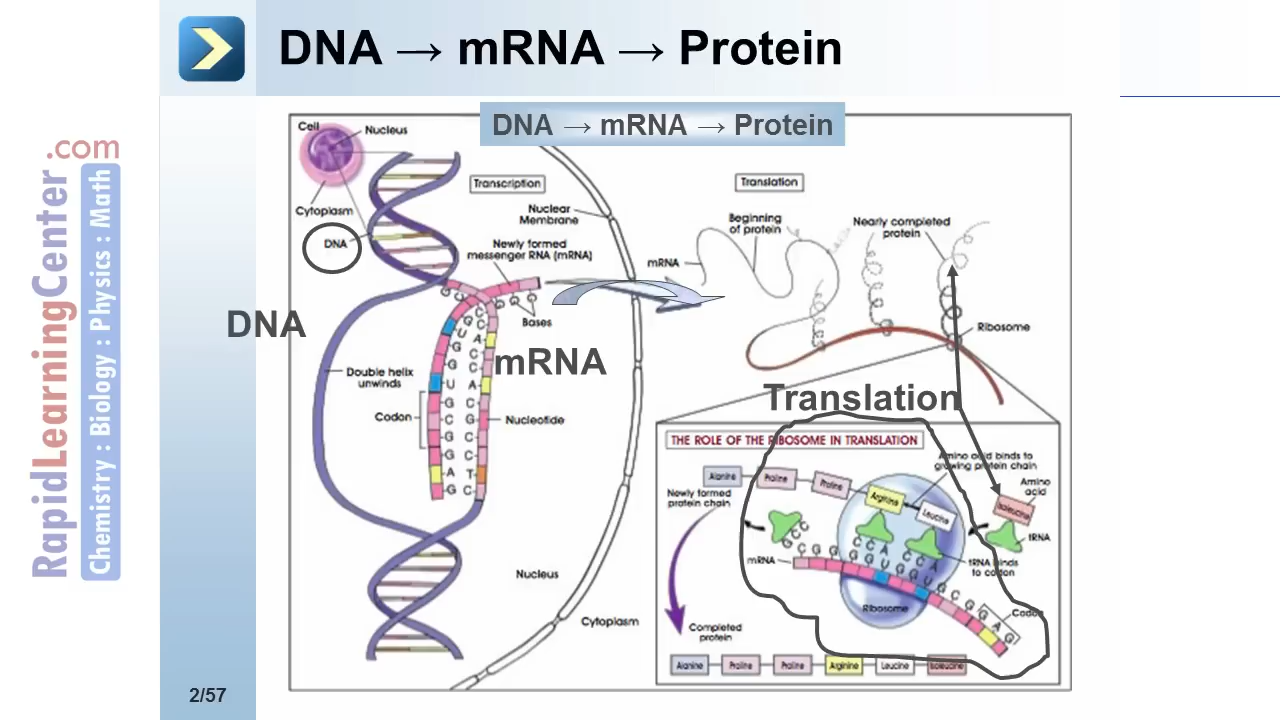 DNA → mRNA → Protein
DNA → mRNA → Protein
RapidLearningCenter.com
Chemistry : Biology : Physics : Math
Cell
Nucleus
Cytoplasm
DNA
DNA
Transcription
Nuclear
Membrane
Newly formed
messenger RNA (mRNA)
Bases
mRNA
Double helix
unwinds
Codon
Nucleotide
G U
G G G
G C
U C
G A
G C
U A
G C
C G
G C
G C
A T
G C
Nucleus
Cytoplasm
Translation
Beginning
of protein
Nearly completed
protein
mRNA
Ribosome
Translation
THE ROLE OF THE RIBOSOME IN TRANSLATION
Amino acid binds to
growing protein chain
Amino
acid
Alanine
Proline
Proline
Arginine
Leucine
Isoleucine
Newly formed
protein chain
tRNA
tRNA binds
to codon
G C C
C C A
C C A
mRNA
C G G G G U G G U G C G G A G
Ribosome
Codon
Completed
protein
Alanine
Proline
Proline
Arginine
Leucine
Isoleucine
2/57